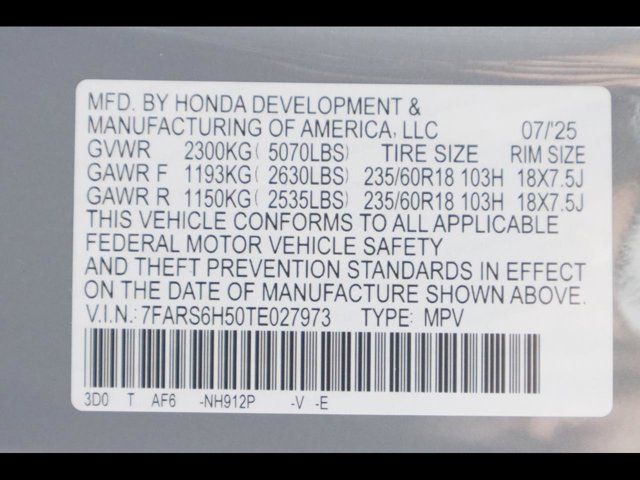 MFD. BY HONDA DEVELOPMENT &
MANUFACTURING OF AMERICA, LLC 07/'25
GVWR 2300KG( 5070LBS) TIRE SIZE RIM SIZE
GAWR F 1193KG( 2630LBS) 235/60R18 103H 18X7.5J
GAWR R 1150KG( 2535LBS) 235/60R18 103H 18X7.5J
THIS VEHICLE CONFORMS TO ALL APPLICABLE
FEDERAL MOTOR VEHICLE SAFETY
AND THEFT PREVENTION STANDARDS IN EFFECT
ON THE DATE OF MANUFACTURE SHOWN ABOVE.
V.I.N.: 7FARS6H50TE027973 TYPE: MPV
3D0 T AF6 -NH912P -V -E